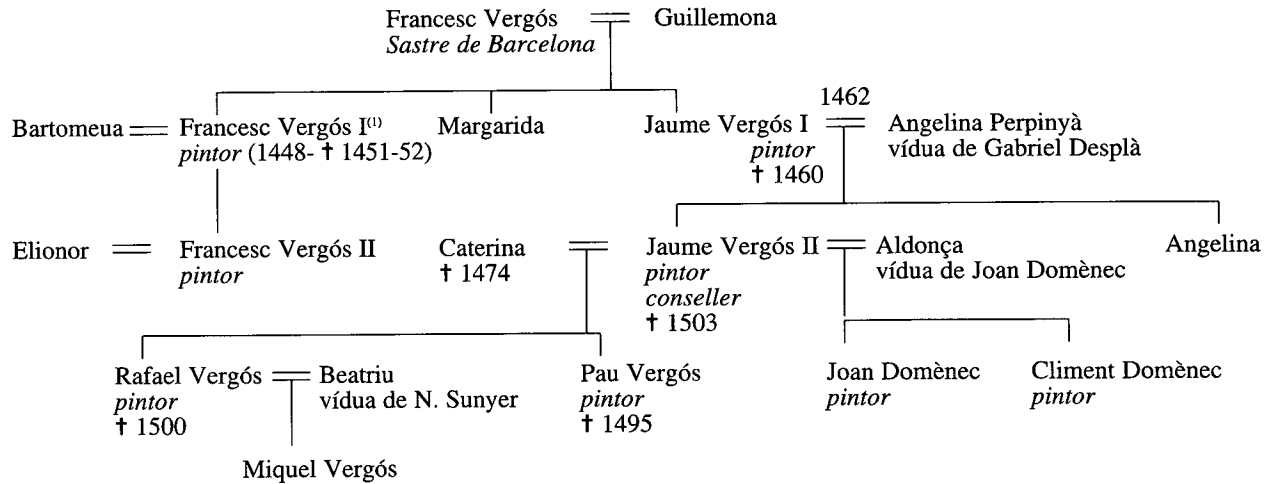 Francesc Vergós == Guillemona
Sastre de Barcelona
1462
Bartomeua == Francesc Vergós I(1) Margarida Jaume Vergós I == Angelina Perpinyà
pintor (1448- † 1451-52) pintor vídua de Gabriel Desplà
† 1460
Elionor == Francesc Vergós II Caterina == Jaume Vergós II == Aldonça Angelina
pintor † 1474 pintor vídua de Joan Domènec
conseller
† 1503
Rafael Vergós == Beatriu Pau Vergós Joan Domènec Climent Domènec
pintor vídua de N. Sunyer pintor pintor pintor
† 1500 † 1495
Miquel Vergós